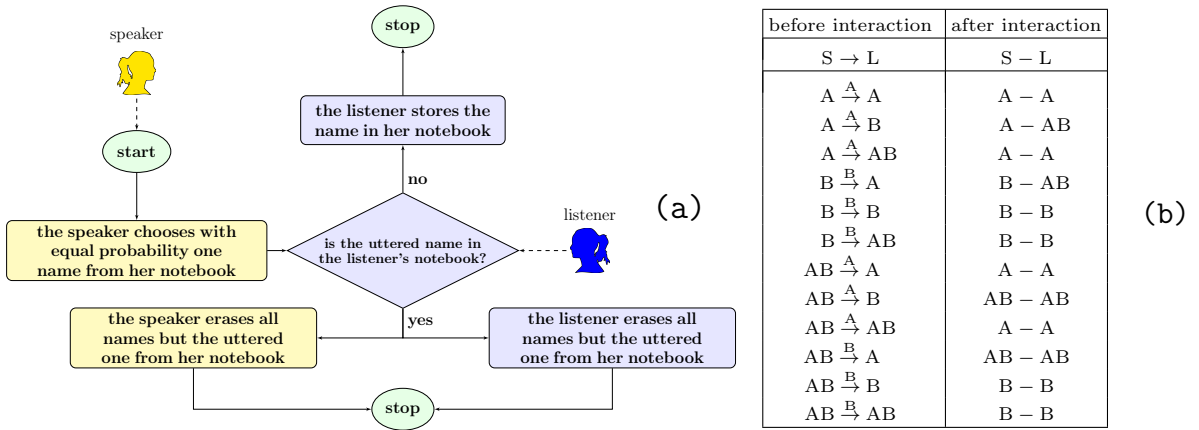 speaker
start
the speaker chooses with
equal probability one
name from her notebook
stop
the listener stores the
name in her notebook
no
is the uttered name in
the listener's notebook?
listener
yes
the speaker erases all
names but the uttered
one from her notebook
the listener erases all
names but the uttered
one from her notebook
stop
(a)
before interaction after interaction
S → L S − L
A A→ A A − A
A A→ B A − AB
A A→ AB A − A
B B→ A B − AB
B B→ B B − B
B B→ AB B − B
AB A→ A A − A
AB A→ B AB − AB
AB A→ AB A − A
AB B→ A AB − AB
AB B→ B B − B
AB B→ AB B − B
(b)